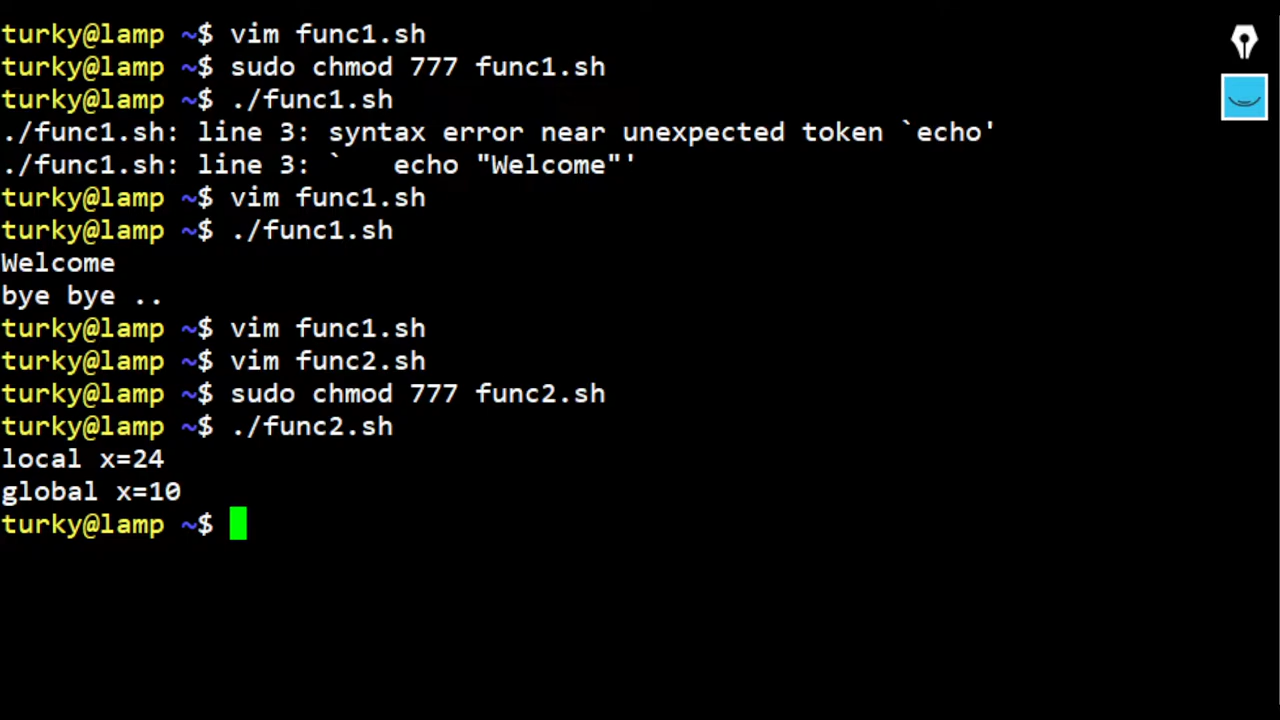 turky@lamp ~$ vim func1.sh
turky@lamp ~$ sudo chmod 777 func1.sh
turky@lamp ~$ ./func1.sh
./func1.sh: line 3: syntax error near unexpected token `echo'
./func1.sh: line 3: `   echo "Welcome"'
turky@lamp ~$ vim func1.sh
turky@lamp ~$ ./func1.sh
Welcome
bye bye ..
turky@lamp ~$ vim func1.sh
turky@lamp ~$ vim func2.sh
turky@lamp ~$ sudo chmod 777 func2.sh
turky@lamp ~$ ./func2.sh
local x=24
global x=10
turky@lamp ~$